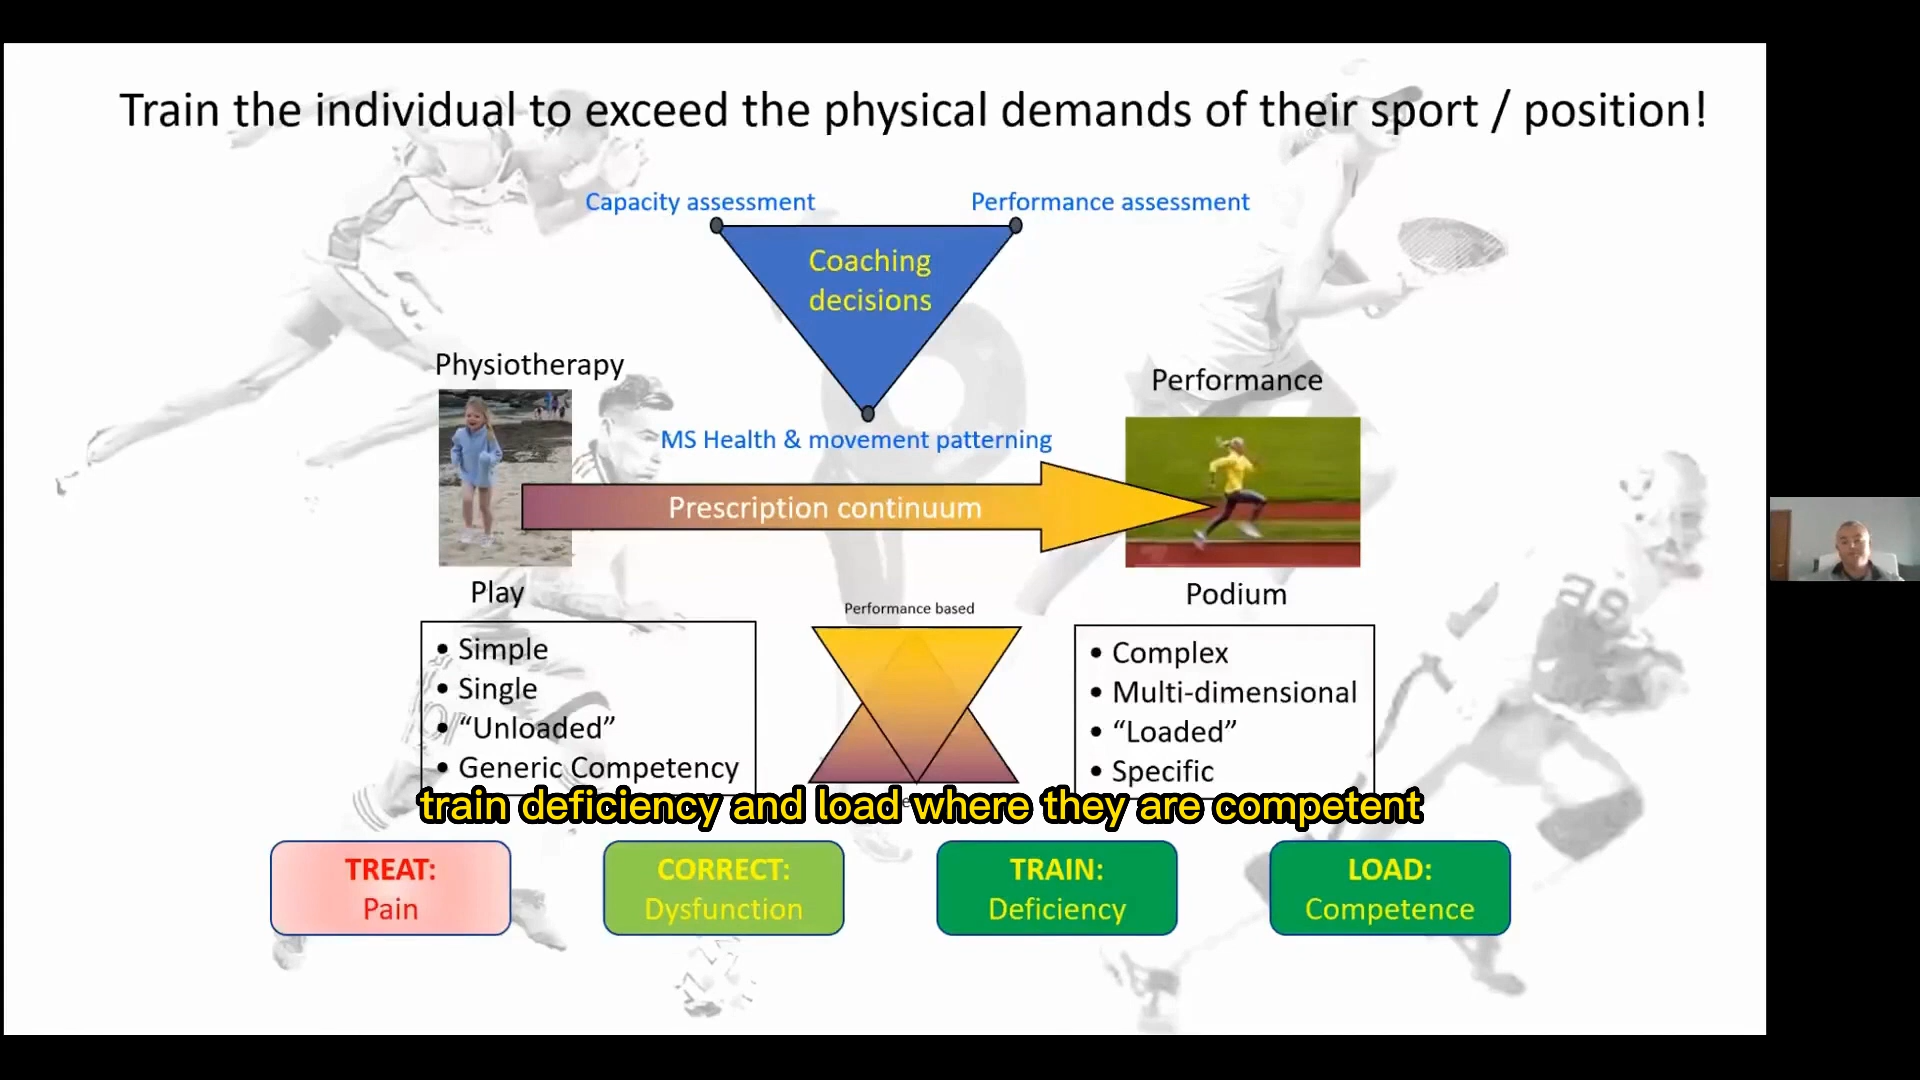 Train the individual to exceed the physical demands of their sport / position!
Capacity assessment
Performance assessment
Coaching
decisions
Physiotherapy
Performance
MS Health & movement patterning
Prescription continuum
Play
Podium
Performance based
• Simple
• Single
• “Unloaded”
• Generic Competency
• Complex
• Multi-dimensional
• “Loaded”
• Specific
train deficiency and load where they are competent
TREAT:
Pain
CORRECT:
Dysfunction
TRAIN:
Deficiency
LOAD:
Competence